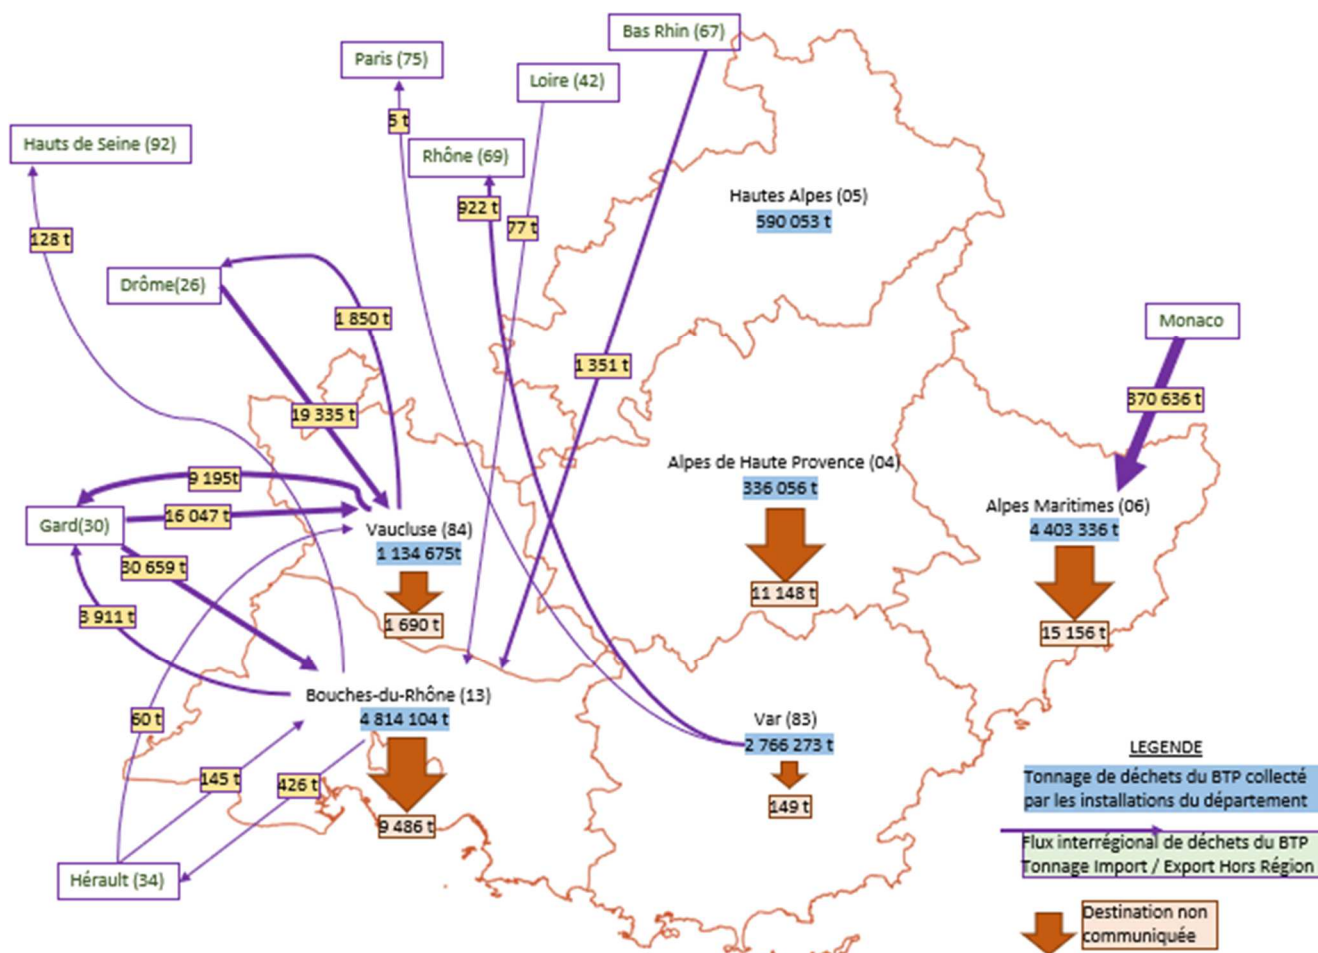 Bas Rhin (67)
Paris (75)
Loire (42)
5 t
Hauts de Seine (92)
Rhône (69)
Hautes Alpes (05)
590 053 t
922 t
77 t
128 t
Drôme(26)
1 850 t
Monaco
1 351 t
370 636 t
19 335 t
Alpes de Haute Provence (04)
336 056 t
9 195t
Alpes Maritimes (06)
4 403 336 t
16 047 t
Gard(30)
Vaucluse (84)
1 134 675t
30 659 t
11 148 t
3 911 t
1 690 t
15 156 t
Bouches-du-Rhône (13)
4 814 104 t
60 t
Var (83)
2 766 273 t
145 t
426 t
149 t
9 486 t
Hérault (34)
LEGENDE
Tonnage de déchets du BTP collecté
par les installations du département
Flux interrégional de déchets du BTP
Tonnage Import / Export Hors Région
Destination non
communiquée